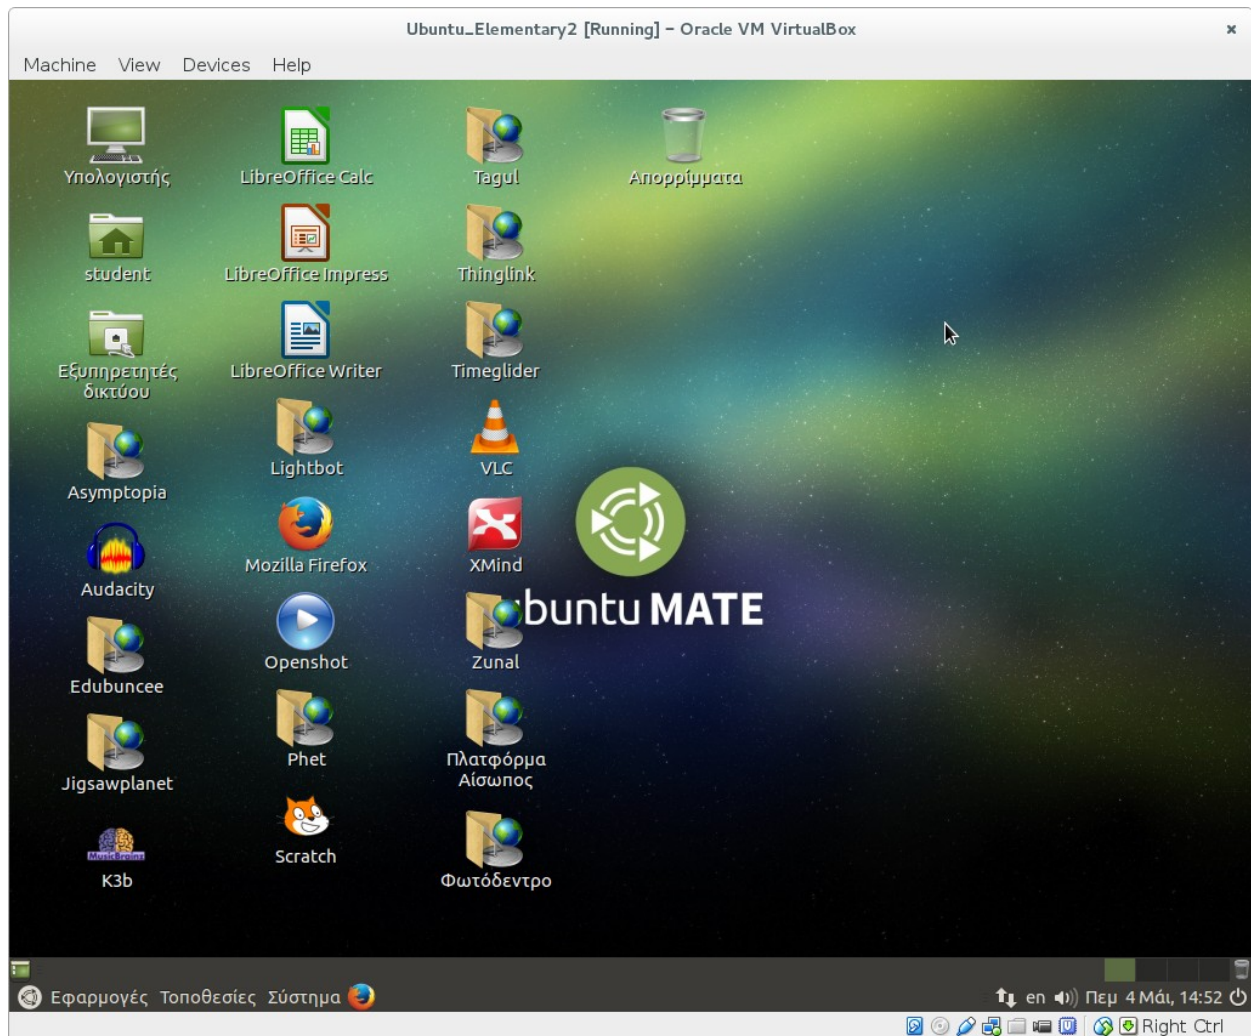 Ubuntu_Elementary2 [Running] – Oracle VM VirtualBox
Machine View Devices Help
Υπολογιστής
student
Εξυπηρετητές
δικτύου
Asymptopia
Audacity
Edubuncee
Jigsawplanet
MusicBrainz
K3b
LibreOffice Calc
LibreOffice Impress
LibreOffice Writer
Lightbot
Mozilla Firefox
Openshot
Phet
Scratch
Tagul
Thinglink
Timeglider
VLC
XMind
Zunal
Πλατφόρμα
Αίσωπος
Φωτόδεντρο
Απορρίμματα
buntu MATE
Εφαρμογές Τοποθεσίες Σύστημα
en Πεμ 4 Μάι, 14:52
Right Ctrl